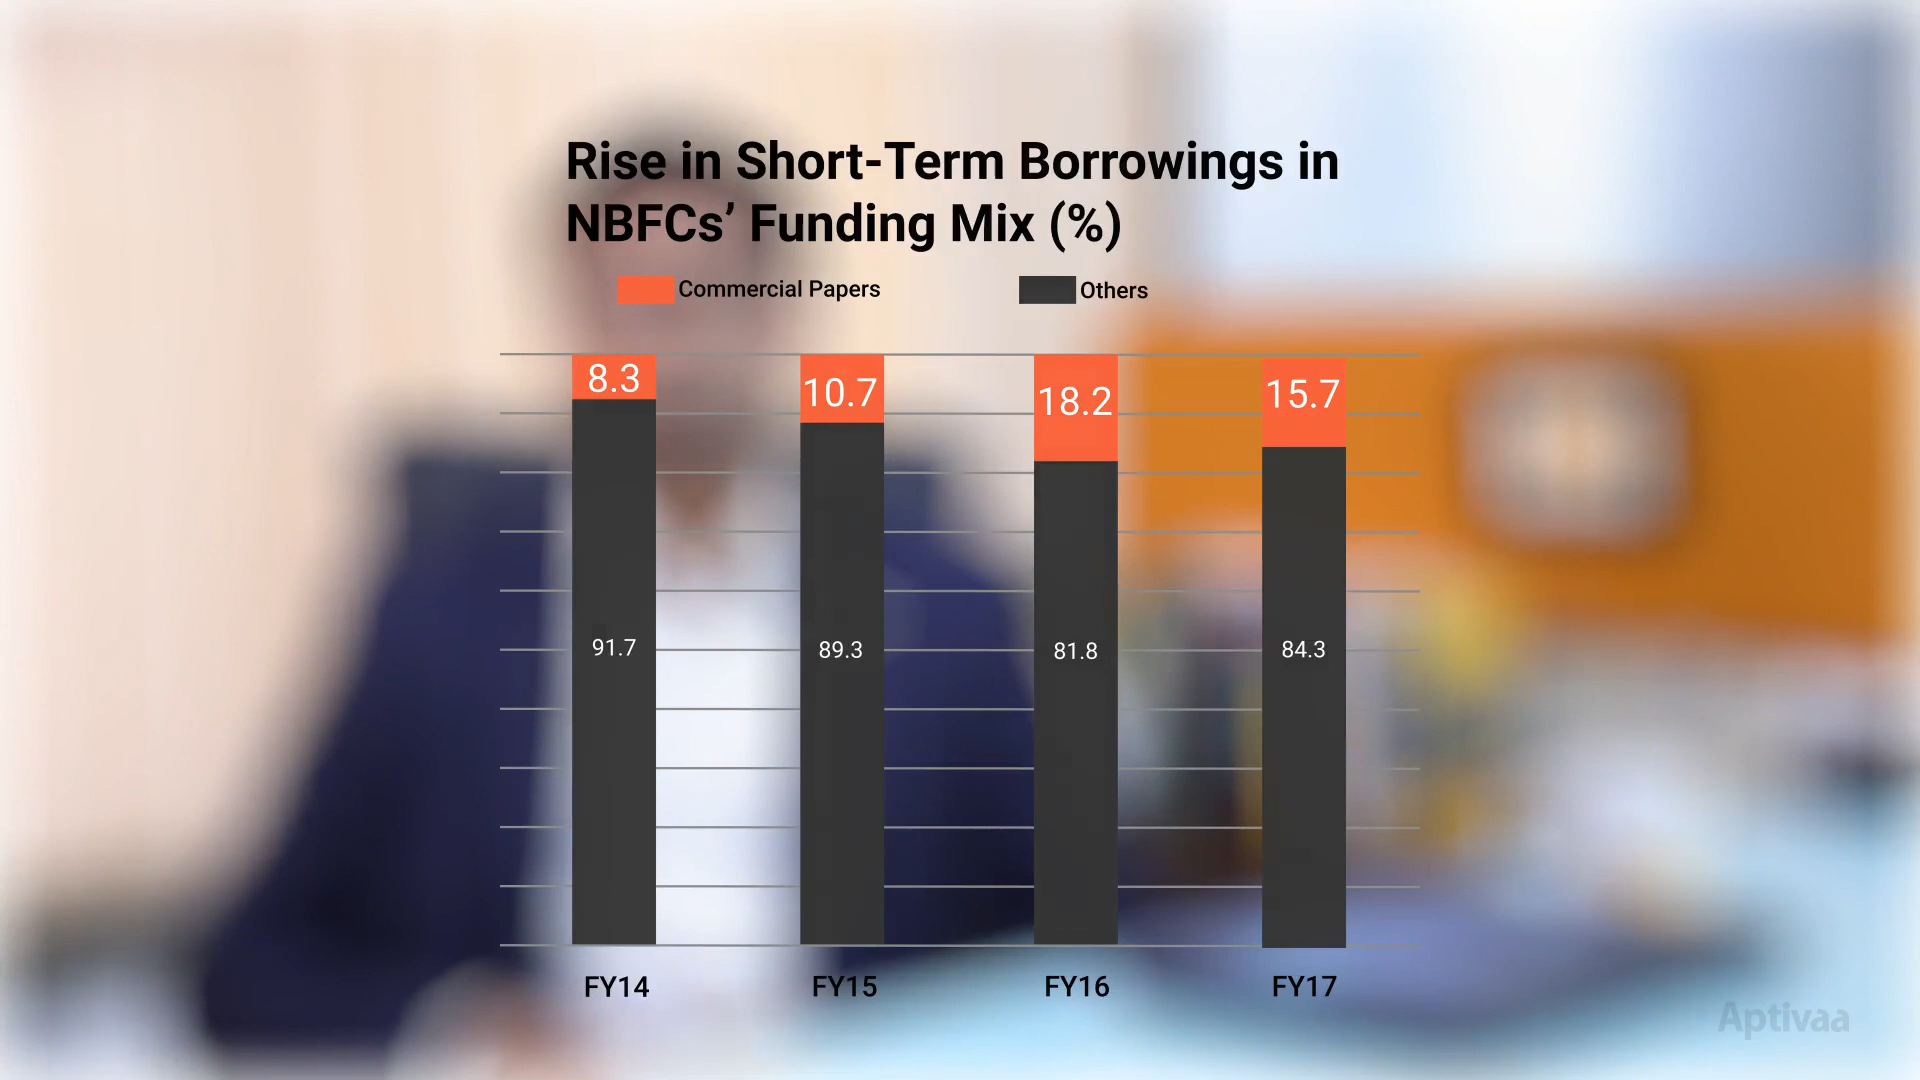 Rise in Short-Term Borrowings in
NBFCs’ Funding Mix (%)
Commercial Papers Others
8.3 10.7 18.2 15.7
91.7 89.3 81.8 84.3
FY14 FY15 FY16 FY17
Aptivaa